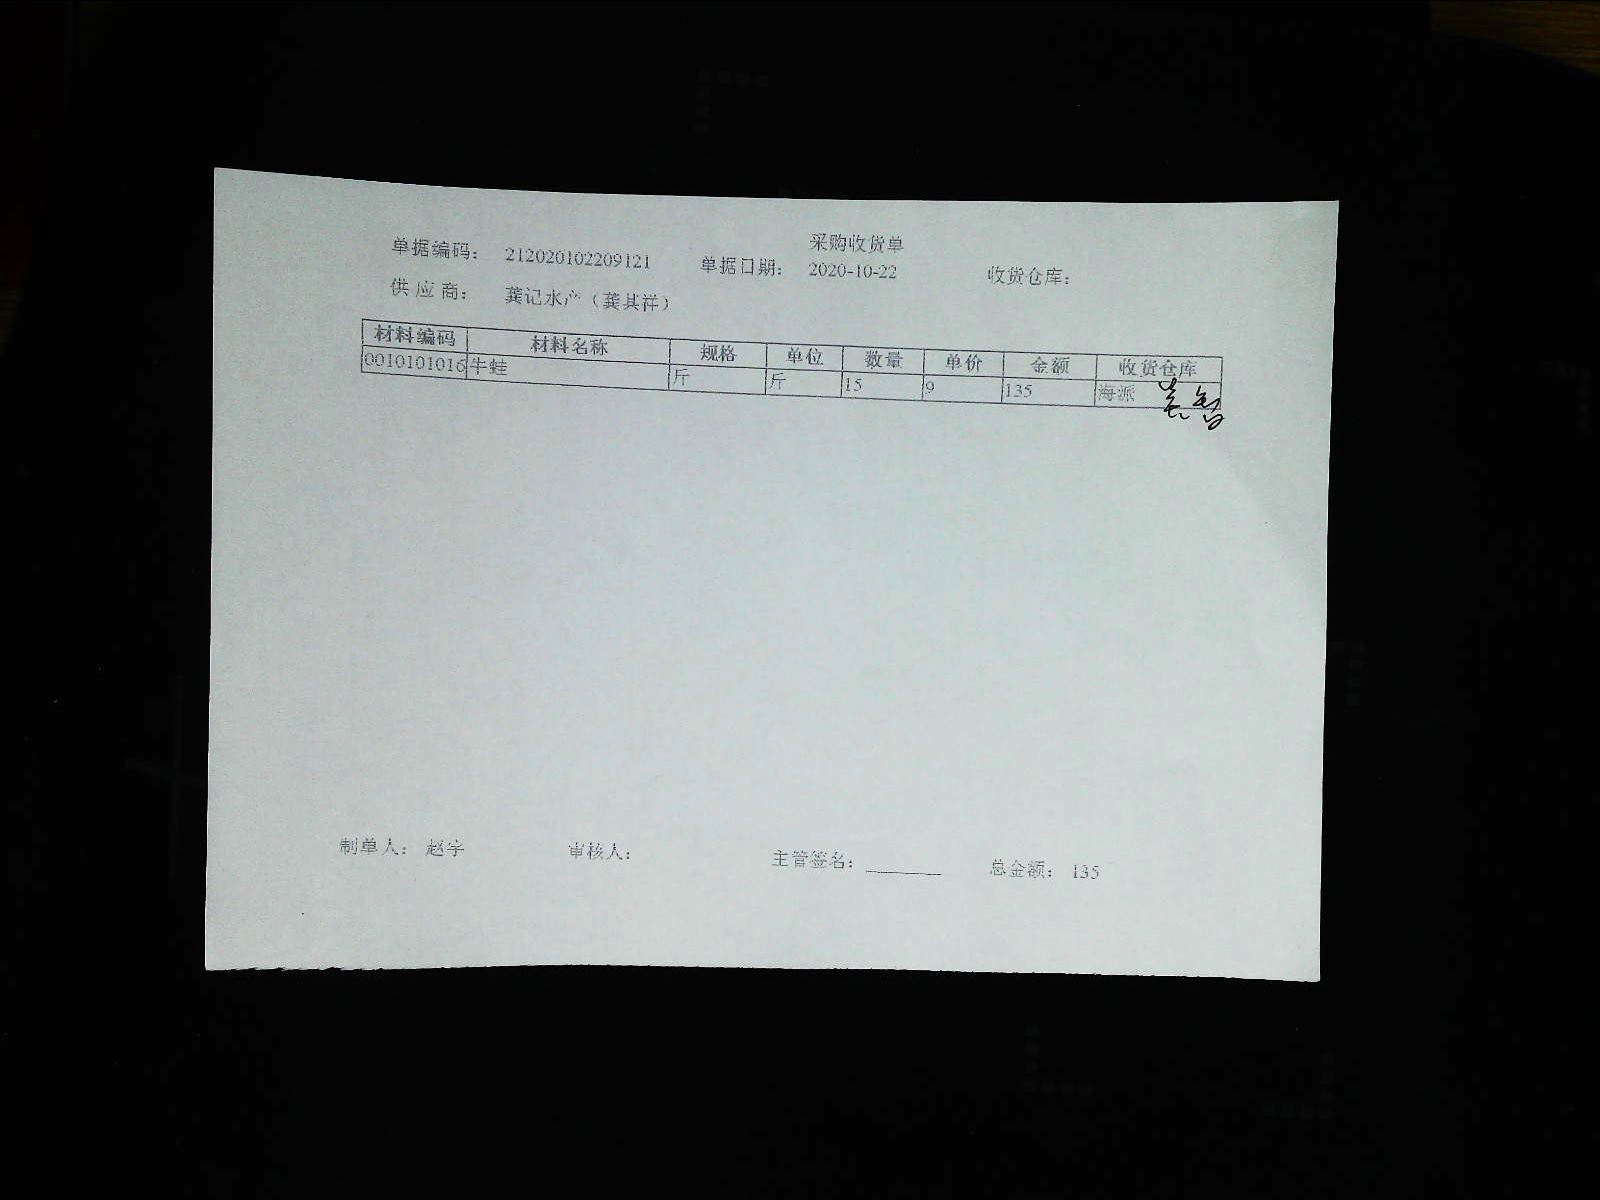 采购收货单
单据编码： 212020102209121 单据日期： 2020-10-22 收货仓库：
供 应 商： 龚记水产（龚其祥）
材料编码 材料名称 规格 单位 数量 单价 金额 收货仓库
0010101016 牛蛙 斤 斤 15 9 135 海派
制单人： 赵宇 审核人： 主管签名：______ 总金额： 135